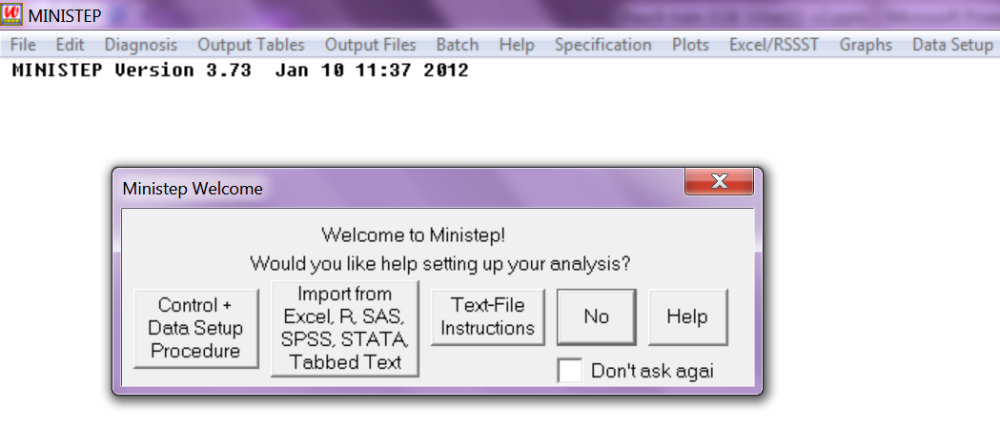 MINISTEP
File Edit Diagnosis Output Tables Output Files Batch Help Specification Plots Excel/RSSST Graphs Data Setup
MINISTEP Version 3.73 Jan 10 11:37 2012
Ministep Welcome
Welcome to Ministep!
Would you like help setting up your analysis?
Control +
Data Setup
Procedure
Import from
Excel, R, SAS,
SPSS, STATA,
Tabbed Text
Text-File
Instructions
No
Help
Don't ask agai